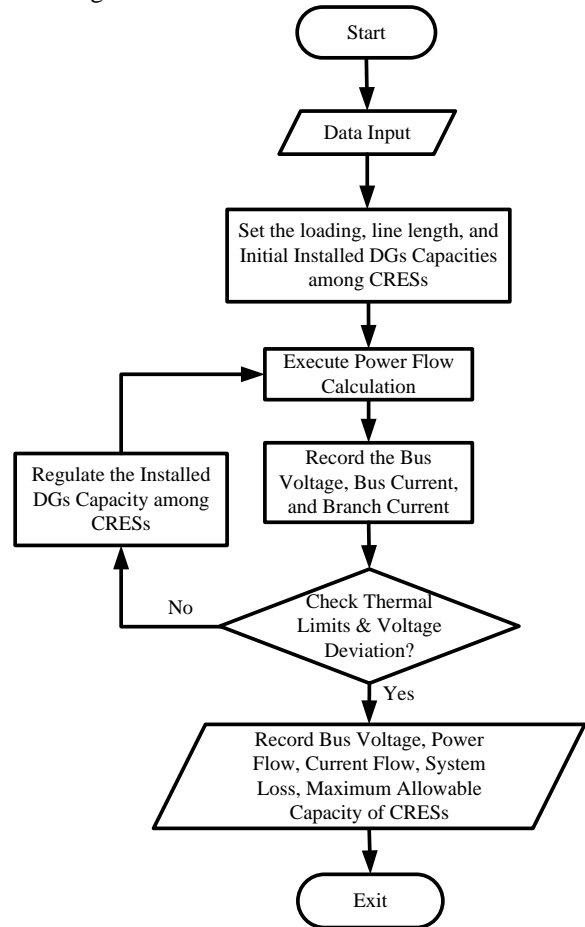 Start
Data Input
Set the loading, line length, and
Initial Installed DGs Capacities
among CRESs
Execute Power Flow
Calculation
Record the Bus
Voltage, Bus Current,
and Branch Current
Regulate the Installed
DGs Capacity among
CRESs
Check Thermal
Limits & Voltage
Deviation?
No
Yes
Record Bus Voltage, Power
Flow, Current Flow, System
Loss, Maximum Allowable
Capacity of CRESs
Exit